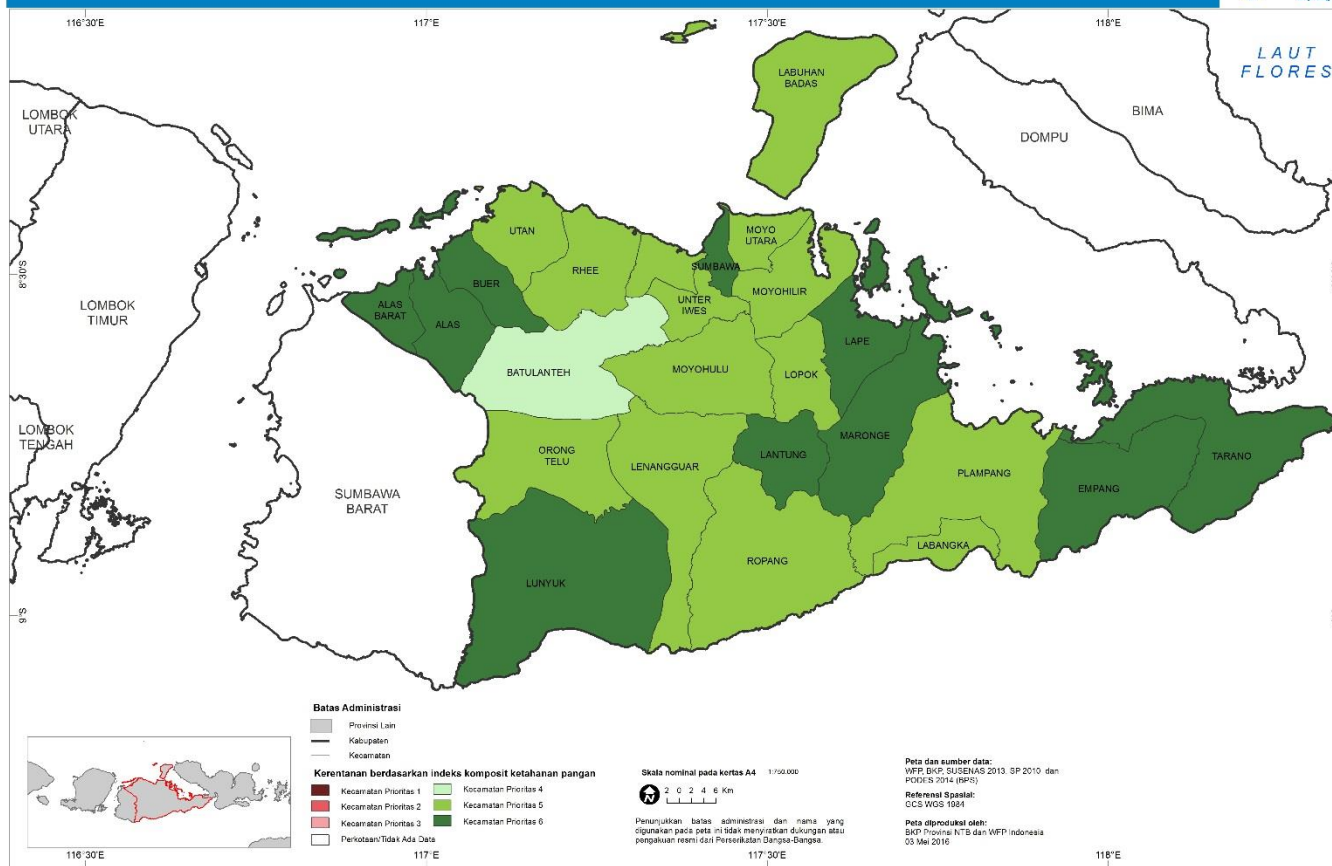 116°30'E 117°E 117°30'E 118°E
LAUT
FLORES
LOMBOK
UTARA
LABUHAN
BADAS
BIMA
DOMPU
UTAN
MOYO
UTARA
RHEE
SUMBAWA
8°30'S
BUER
MOYOHILIR
UNTER
IWES
LOMBOK
TIMUR
ALAS
BARAT
ALAS
LAPE
BATULANTEH
MOYOHULU
LOPOK
LOMBOK
TENGAH
MARONGE
ORONG
TELU
LENANGGUAR
LANTUNG
TARANO
PLAMPANG
EMPANG
SUMBAWA
BARAT
LABANGKA
ROPANG
LUNYUK
9°S
Batas Administrasi
Provinsi Lain
Kabupaten
Kecamatan
Kerentanan berdasarkan indeks komposit ketahanan pangan
Kecamatan Prioritas 1
Kecamatan Prioritas 2
Kecamatan Prioritas 3
Perkotaan/Tidak Ada Data
Kecamatan Prioritas 4
Kecamatan Prioritas 5
Kecamatan Prioritas 6
Skala nominal pada kertas A4 1:750.000
2 0 2 4 6 Km
Penunjukkan batas administrasi dan nama yang
digunakan pada peta ini tidak menyiratkan dukungan atau
pengakuan resmi dari Perserikatan Bangsa-Bangsa.
Peta dan sumber data:
WFP, BKP, SUSENAS 2013, SP 2010 dan
PODES 2014 (BPS)
Referensi Spasial:
GCS WGS 1984
Peta diproduksi oleh:
BKP Provinsi NTB dan WFP Indonesia
03 Mei 2016
116°30'E 117°E 117°30'E 118°E